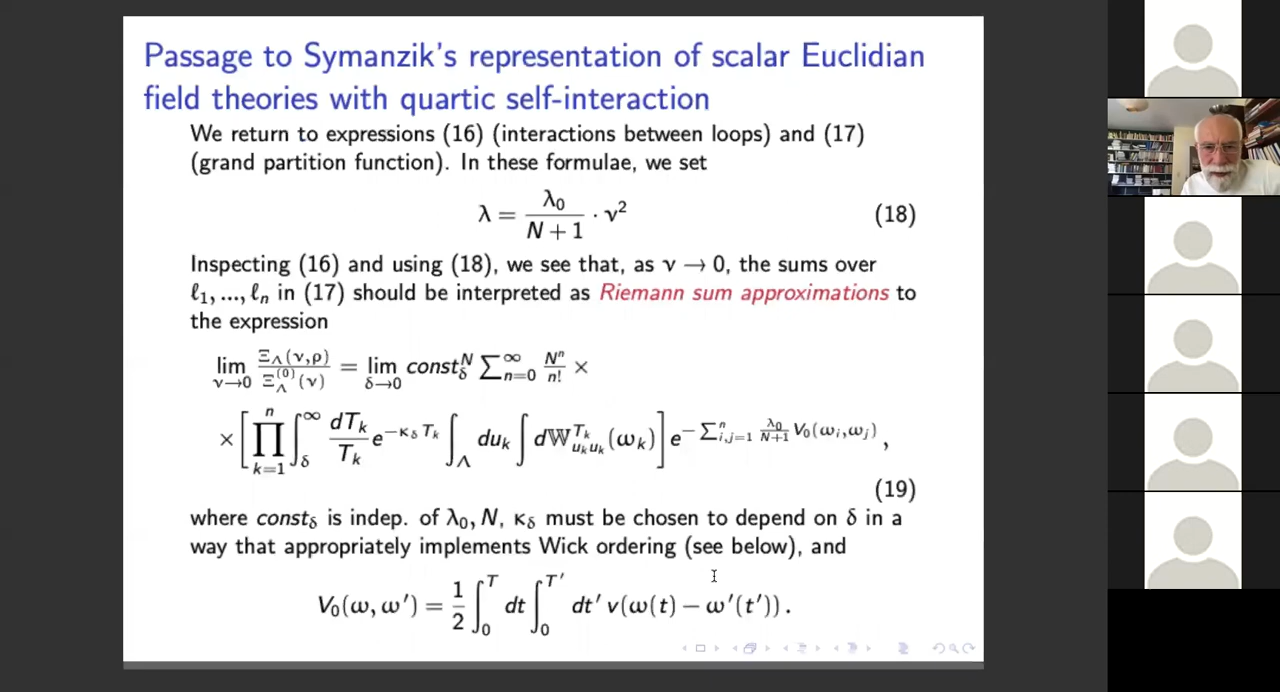 Passage to Symanzik's representation of scalar Euclidian
field theories with quartic self-interaction
We return to expressions (16) (interactions between loops) and (17)
(grand partition function). In these formulae, we set
λ = λ₀/(N + 1) · ν² (18)
Inspecting (16) and using (18), we see that, as ν → 0, the sums over
ℓ₁, ..., ℓₙ in (17) should be interpreted as Riemann sum approximations to
the expression
lim_{ν→0} Ξ_Λ(ν,ρ)/Ξ_Λ^{(0)}(ν) = lim_{δ→0} const_δ^N ∑_{n=0}^∞ N^n/n! ×
× [∏_{k=1}^n ∫_δ^∞ dT_k/T_k e^{-κ_δ T_k} ∫_Λ du_k ∫ d𝕎^{T_k}_{u_k u_k}(ω_k)] e^{-∑_{i,j=1}^n λ₀/(N+1) V₀(ω_i,ω_j)} ,
(19)
where const_δ is indep. of λ₀, N, κ_δ must be chosen to depend on δ in a
way that appropriately implements Wick ordering (see below), and
V₀(ω, ω′) = 1/2 ∫_0^T dt ∫_0^{T′} dt′ v(ω(t) − ω′(t′)) .